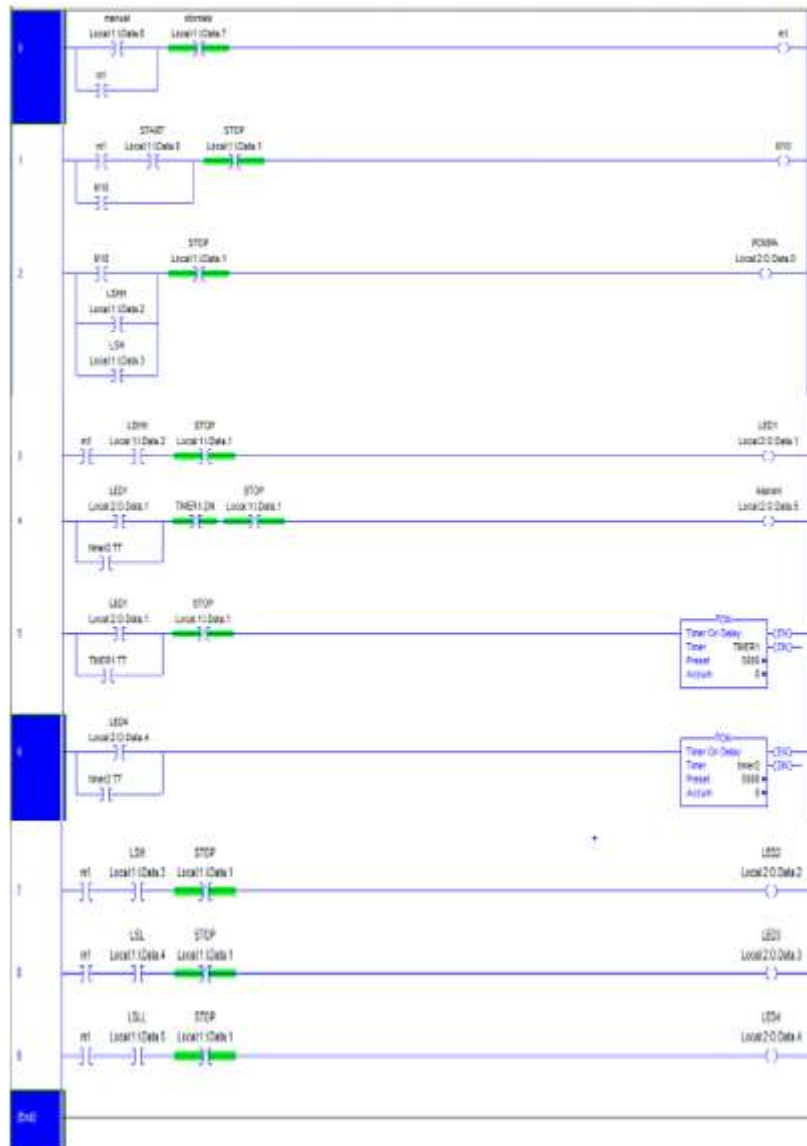 0
manual
Local:1:I.Data.6
Local:1:I.Data.7
m1
m1
1
m1
START
Local:1:I.Data.0
STOP
Local:1:I.Data.1
M10
M10
2
M10
STOP
Local:1:I.Data.1
LSHH
Local:1:I.Data.2
LSH
Local:1:I.Data.3
POMPA
Local:2:O.Data.0
3
m1
LSHH
Local:1:I.Data.2
STOP
Local:1:I.Data.1
LED1
Local:2:O.Data.1
4
LED1
Local:2:O.Data.1
TIMER1.DN
STOP
Local:1:I.Data.1
timer2.TT
Local:2:O.Data.5
5
LED1
Local:2:O.Data.1
STOP
Local:1:I.Data.1
TIMER1.TT
TON
Timer On Delay
Timer TIMER1
Preset 5000
Accum 0
EN
DN
6
LED4
Local:2:O.Data.4
timer2.TT
TON
Timer On Delay
Timer timer2
Preset 5000
Accum 0
EN
DN
7
m1
LSH
Local:1:I.Data.3
STOP
Local:1:I.Data.1
LED2
Local:2:O.Data.2
8
m1
LSL
Local:1:I.Data.4
STOP
Local:1:I.Data.1
LED3
Local:2:O.Data.3
9
m1
LSLL
Local:1:I.Data.5
STOP
Local:1:I.Data.1
LED4
Local:2:O.Data.4
(End)